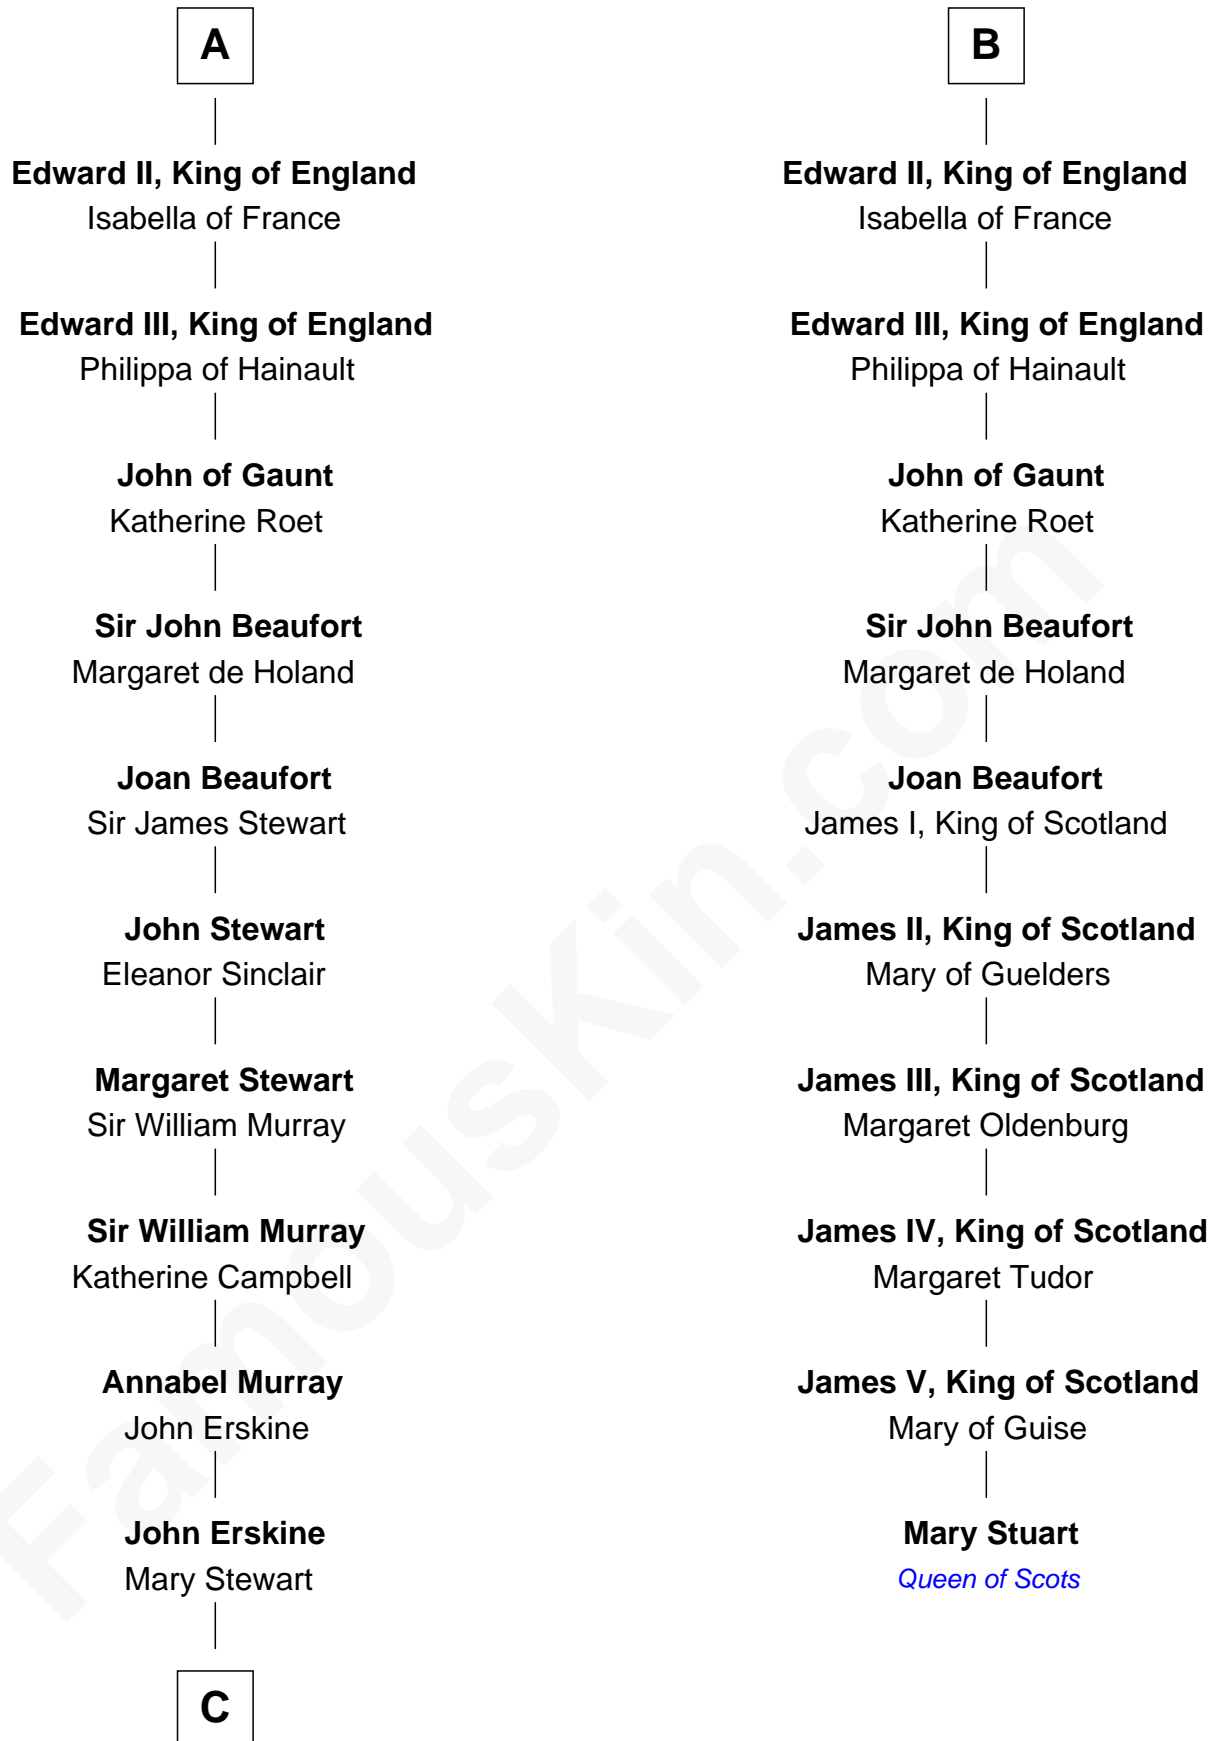 A
Edward II, King of England
Isabella of France
Edward III, King of England
Philippa of Hainault
John of Gaunt
Katherine Roet
Sir John Beaufort
Margaret de Holand
Joan Beaufort
Sir James Stewart
John Stewart
Eleanor Sinclair
Margaret Stewart
Sir William Murray
Sir William Murray
Katherine Campbell
Annabel Murray
John Erskine
John Erskine
Mary Stewart
C
B
Edward II, King of England
Isabella of France
Edward III, King of England
Philippa of Hainault
John of Gaunt
Katherine Roet
Sir John Beaufort
Margaret de Holand
Joan Beaufort
James I, King of Scotland
James II, King of Scotland
Mary of Guelders
James III, King of Scotland
Margaret Oldenburg
James IV, King of Scotland
Margaret Tudor
James V, King of Scotland
Mary of Guise
Mary Stuart
Queen of Scots
FamousKin.com